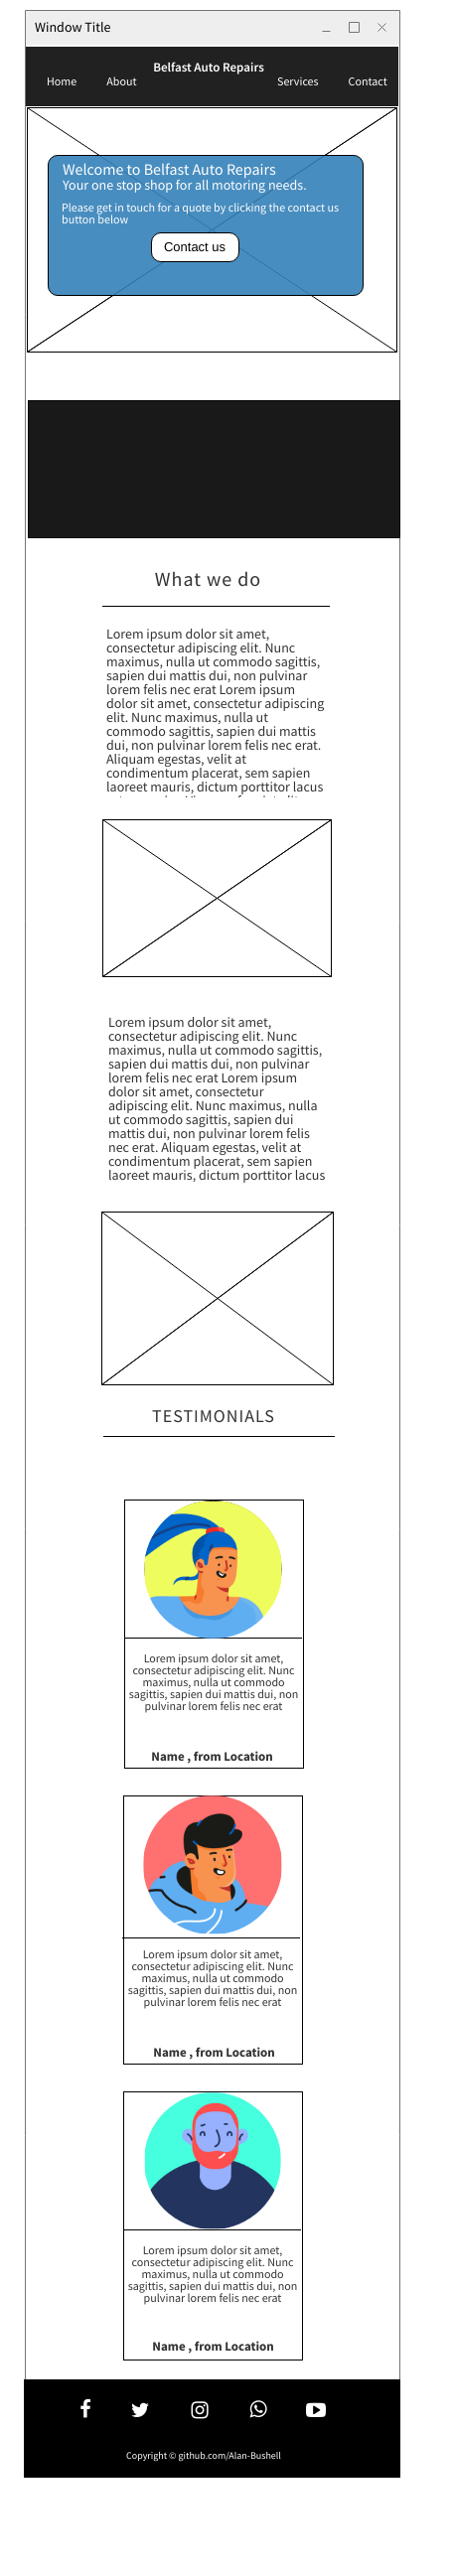 Window Title
Belfast Auto Repairs
Home About Services Contact
Welcome to Belfast Auto Repairs
Your one stop shop for all motoring needs.
Please get in touch for a quote by clicking the contact us
button below
Contact us
What we do
Lorem ipsum dolor sit amet,
consectetur adipiscing elit. Nunc
maximus, nulla ut commodo sagittis,
sapien dui mattis dui, non pulvinar
lorem felis nec erat Lorem ipsum
dolor sit amet, consectetur adipiscing
elit. Nunc maximus, nulla ut
commodo sagittis, sapien dui mattis
dui, non pulvinar lorem felis nec erat.
Aliquam egestas, velit at
condimentum placerat, sem sapien
laoreet mauris, dictum porttitor lacus
Lorem ipsum dolor sit amet,
consectetur adipiscing elit. Nunc
maximus, nulla ut commodo sagittis,
sapien dui mattis dui, non pulvinar
lorem felis nec erat Lorem ipsum
dolor sit amet, consectetur
adipiscing elit. Nunc maximus, nulla
ut commodo sagittis, sapien dui
mattis dui, non pulvinar lorem felis
nec erat. Aliquam egestas, velit at
condimentum placerat, sem sapien
laoreet mauris, dictum porttitor lacus
TESTIMONIALS
Lorem ipsum dolor sit amet,
consectetur adipiscing elit. Nunc
maximus, nulla ut commodo
sagittis, sapien dui mattis dui, non
pulvinar lorem felis nec erat
Name , from Location
Lorem ipsum dolor sit amet,
consectetur adipiscing elit. Nunc
maximus, nulla ut commodo
sagittis, sapien dui mattis dui, non
pulvinar lorem felis nec erat
Name , from Location
Lorem ipsum dolor sit amet,
consectetur adipiscing elit. Nunc
maximus, nulla ut commodo
sagittis, sapien dui mattis dui, non
pulvinar lorem felis nec erat
Name , from Location
Copyright © github.com/Alan-Bushell